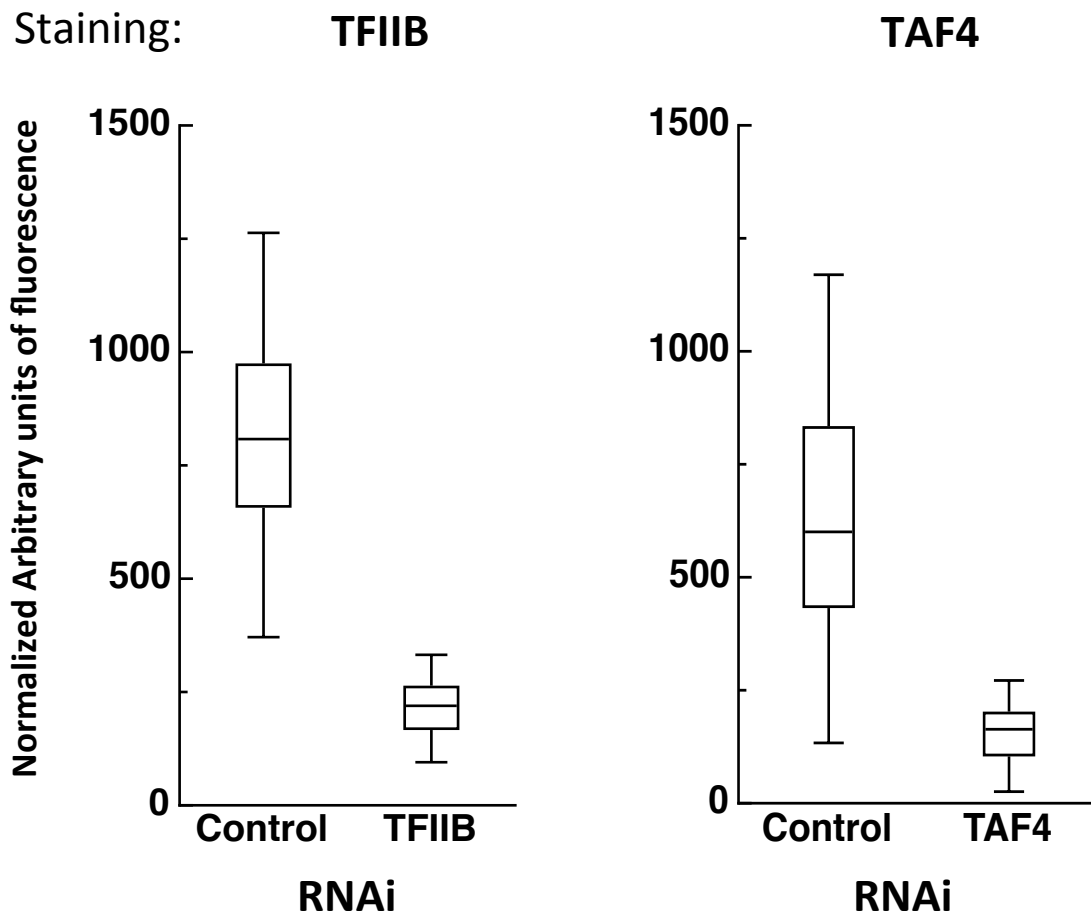 Staining: TFIIB TAF4
Normalized Arbitrary units of fluorescence
1500
1000
500
0
Control TFIIB
RNAi
1500
1000
500
0
Control TAF4
RNAi